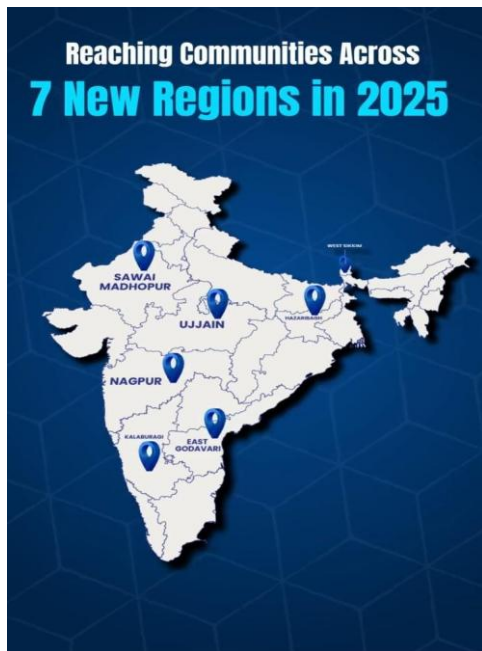 Reaching Communities Across
7 New Regions in 2025
WEST SIKKIM
SAWAI
MADHOPUR
UJJAIN
HAZARIBAGH
NAGPUR
KALABURAGI
EAST
GODAVARI